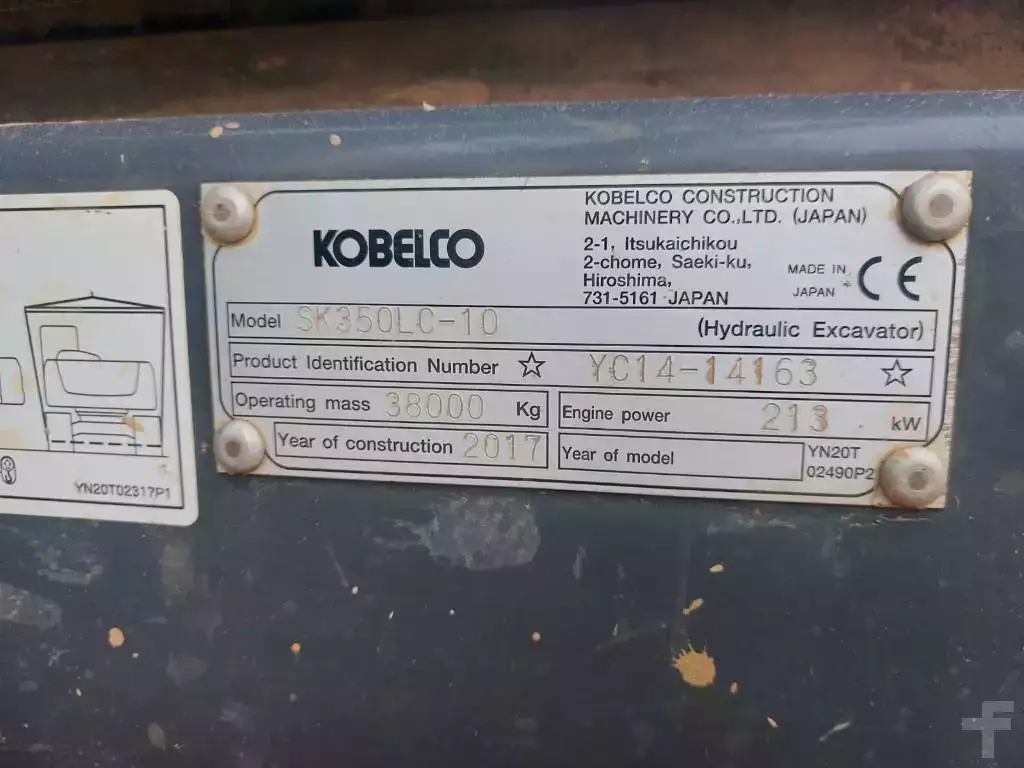 KOBELCO
KOBELCO CONSTRUCTION
MACHINERY CO.,LTD. (JAPAN)
2-1, Itsukaichikou
2-chome, Saeki-ku,
Hiroshima,
731-5161 JAPAN
MADE IN
JAPAN
CE
Model SK350LC-10 (Hydraulic Excavator)
Product Identification Number ☆ YC14-14163 ☆
Operating mass 38000 Kg
Engine power 213 kW
Year of construction 2017
Year of model
YN20T
02490P2
YN20T02317P1